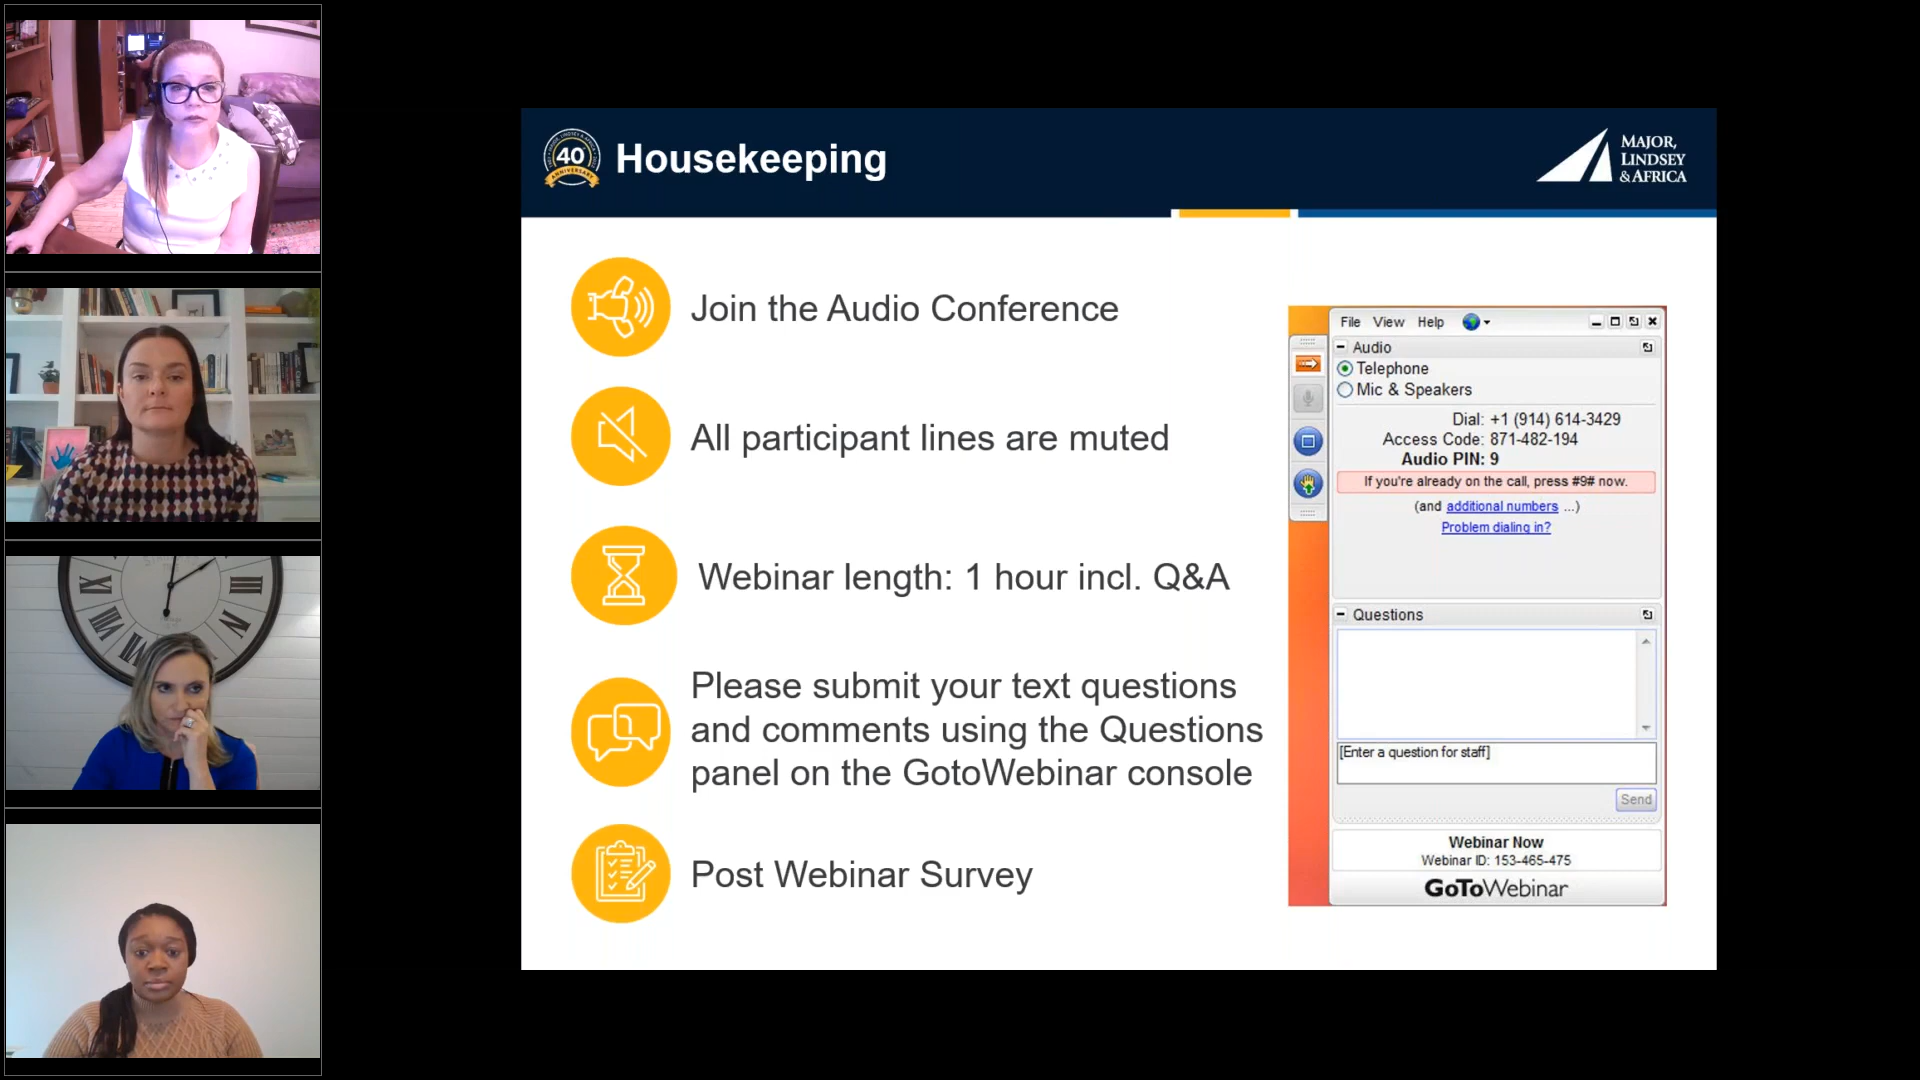 40
ANNIVERSARY
Housekeeping
MAJOR,
LINDSEY
& AFRICA
Join the Audio Conference
All participant lines are muted
Webinar length: 1 hour incl. Q&A
Please submit your text questions
and comments using the Questions
panel on the GotoWebinar console
Post Webinar Survey
File View Help
Audio
Telephone
Mic & Speakers
Dial: +1 (914) 614-3429
Access Code: 871-482-194
Audio PIN: 9
If you're already on the call, press #9# now.
(and additional numbers ...)
Problem dialing in?
Questions
[Enter a question for staff]
Send
Webinar Now
Webinar ID: 153-465-475
GoToWebinar